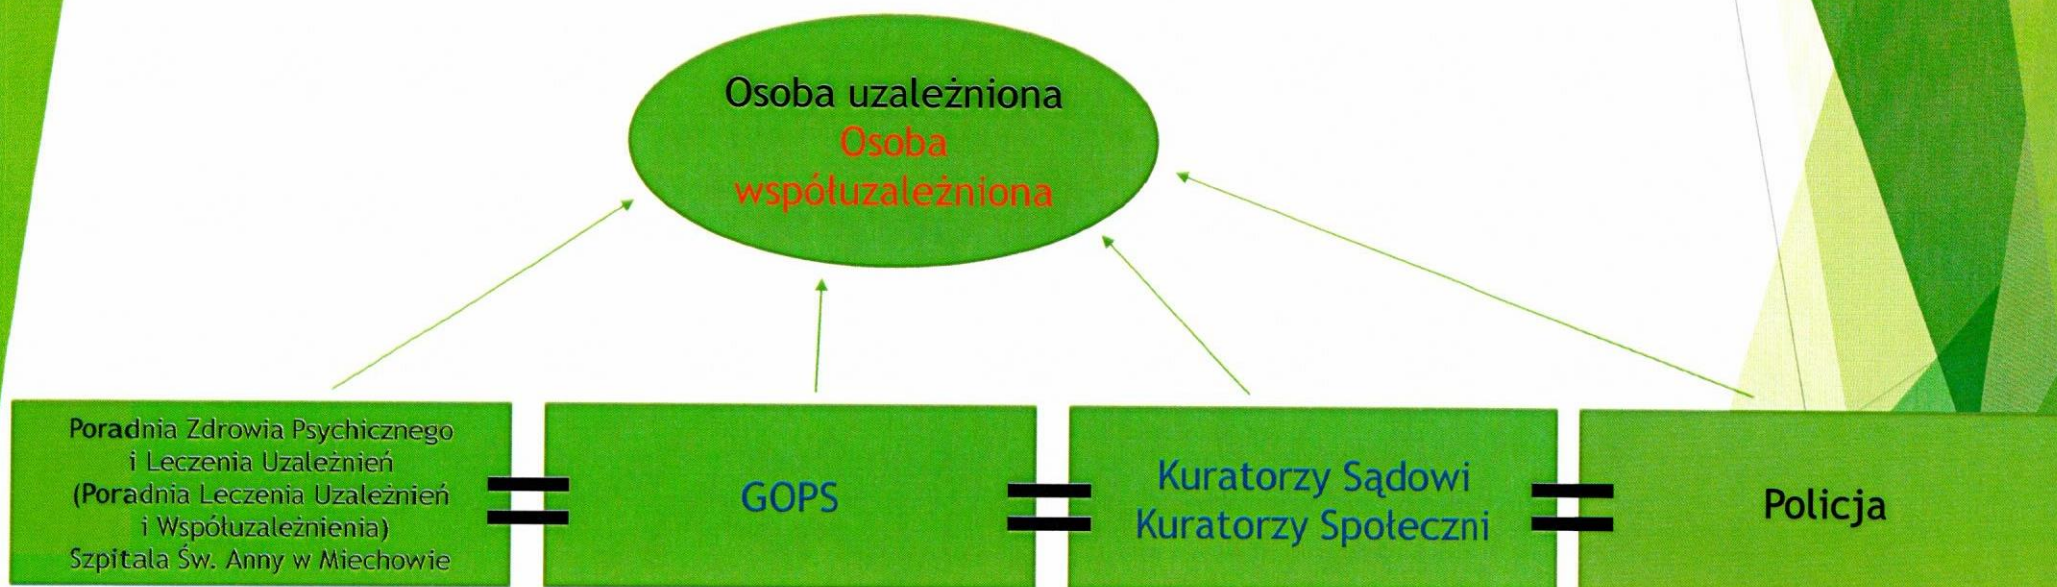 Osoba uzależniona
Osoba
współuzależniona
Poradnia Zdrowia Psychicznego
i Leczenia Uzależnień
(Poradnia Leczenia Uzależnień
i Współuzależnienia)
Szpitala Św. Anny w Miechowie
=
GOPS
=
Kuratorzy Sądowi
Kuratorzy Społeczni
=
Policja